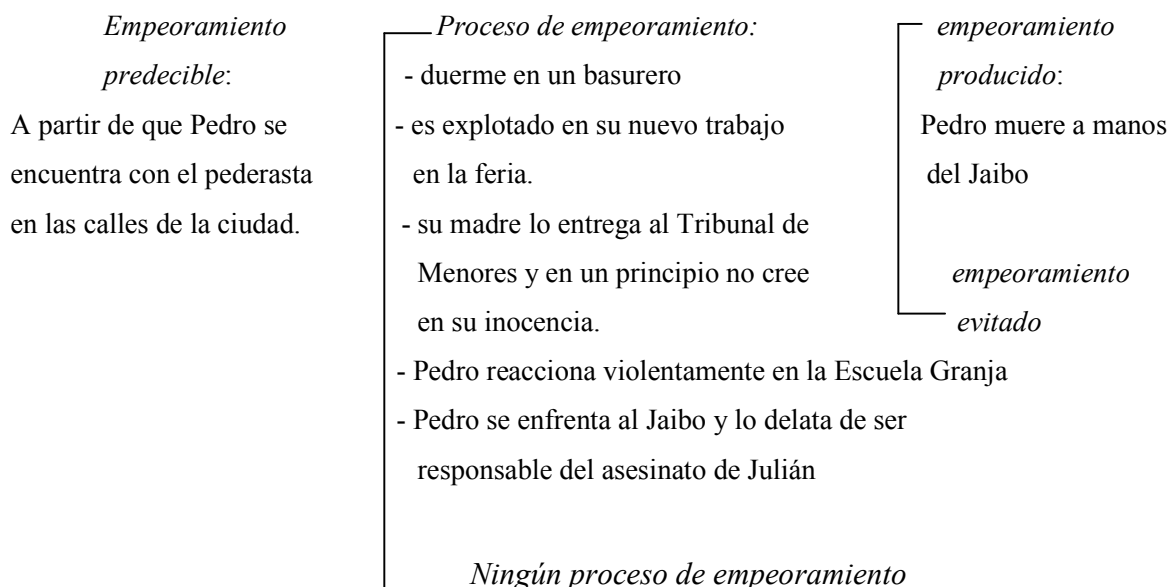 Empeoramiento
predecible:
A partir de que Pedro se
encuentra con el pederasta
en las calles de la ciudad.
Proceso de empeoramiento:
- duerme en un basurero
- es explotado en su nuevo trabajo
en la feria.
- su madre lo entrega al Tribunal de
Menores y en un principio no cree
en su inocencia.
- Pedro reacciona violentamente en la Escuela Granja
- Pedro se enfrenta al Jaibo y lo delata de ser
responsable del asesinato de Julián
Ningún proceso de empeoramiento
empeoramiento
producido:
Pedro muere a manos
del Jaibo
empeoramiento
evitado